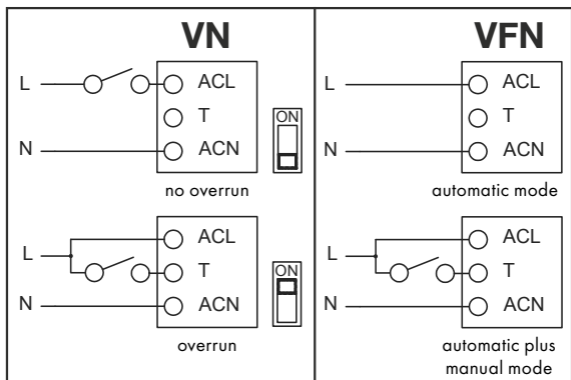 VN
L ACL
T
N ACN
ON
no overrun
L ACL
T
N ACN
ON
overrun
VFN
L ACL
T
N ACN
automatic mode
L ACL
T
N ACN
automatic plus
manual mode